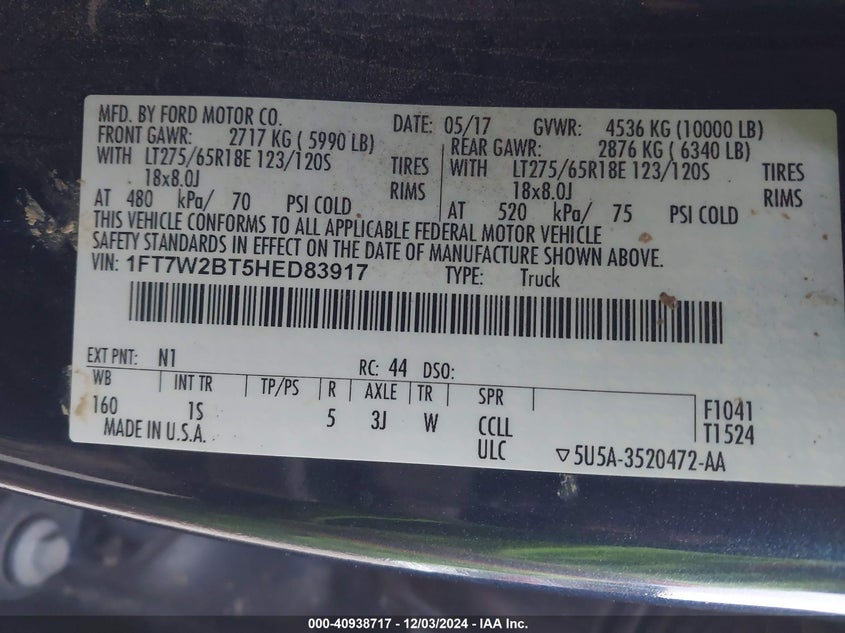 MFD. BY FORD MOTOR CO. DATE: 05/17 GVWR: 4536 KG (10000 LB)
FRONT GAWR: 2717 KG ( 5990 LB) REAR GAWR: 2876 KG ( 6340 LB)
WITH LT275/65R18E 123/120S TIRES WITH LT275/65R18E 123/120S TIRES
18x8.0J RIMS 18x8.0J RIMS
AT 480 kPa/ 70 PSI COLD AT 520 kPa/ 75 PSI COLD
THIS VEHICLE CONFORMS TO ALL APPLICABLE FEDERAL MOTOR VEHICLE
SAFETY STANDARDS IN EFFECT ON THE DATE OF MANUFACTURE SHOWN ABOVE.
VIN: 1FT7W2BT5HED83917 TYPE: Truck
EXT PNT: N1 RC: 44 DSO:
WB INT TR TP/PS R AXLE TR SPR
160 1S 5 3J W CCLL F1041
MADE IN U.S.A. ULC T1524
▽5U5A-3520472-AA
000-40938717 - 12/03/2024 - IAA Inc.